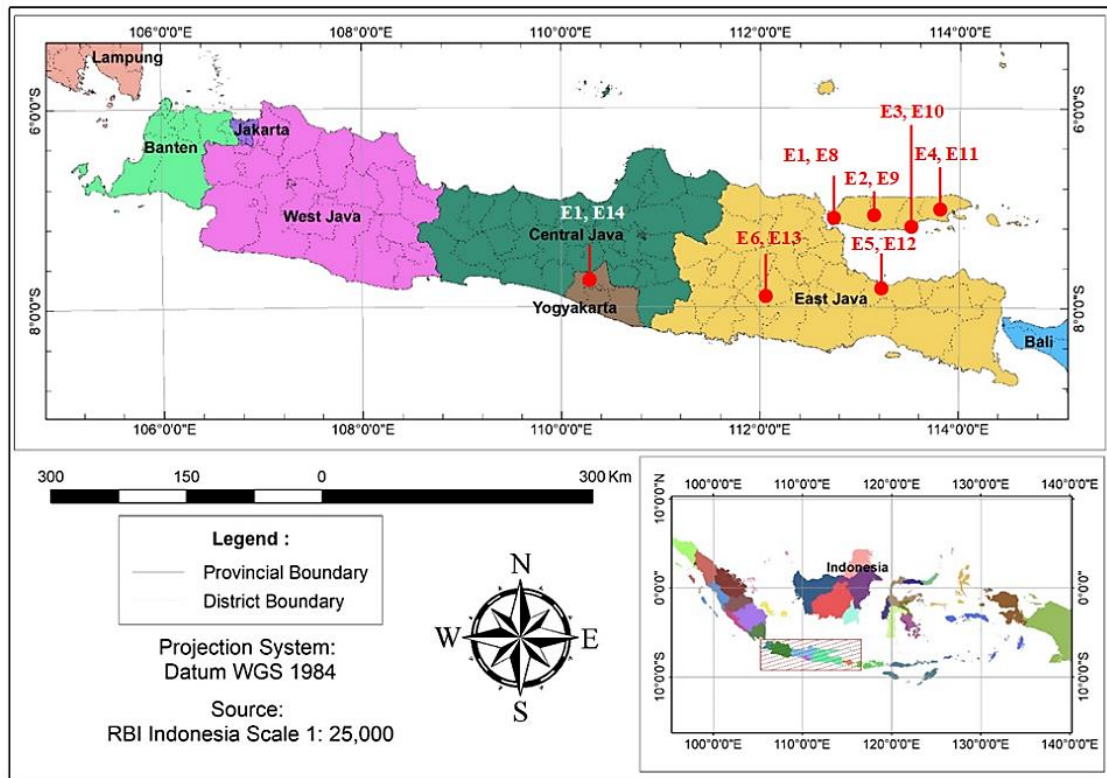 106°0'0"E 108°0'0"E 110°0'0"E 112°0'0"E 114°0'0"E
Lampung
6°0'0"S
6°0'0"S
Jakarta
Banten
E3, E10
E1, E8
E4, E11
E2, E9
West Java
E1, E14
Central Java
E6, E13
E5, E12
8°0'0"S
8°0'0"S
Yogyakarta
East Java
Bali
106°0'0"E 108°0'0"E 110°0'0"E 112°0'0"E 114°0'0"E
300 150 0 300 Km
Legend :
Provincial Boundary
District Boundary
Projection System:
Datum WGS 1984
Source:
RBI Indonesia Scale 1: 25,000
N
W E
S
100°0'0"E 110°0'0"E 120°0'0"E 130°0'0"E 140°0'0"E
10°0'0"N
10°0'0"N
Indonesia
0°0'0"
0°0'0"
10°0'0"S
10°0'0"S
100°0'0"E 110°0'0"E 120°0'0"E 130°0'0"E 140°0'0"E